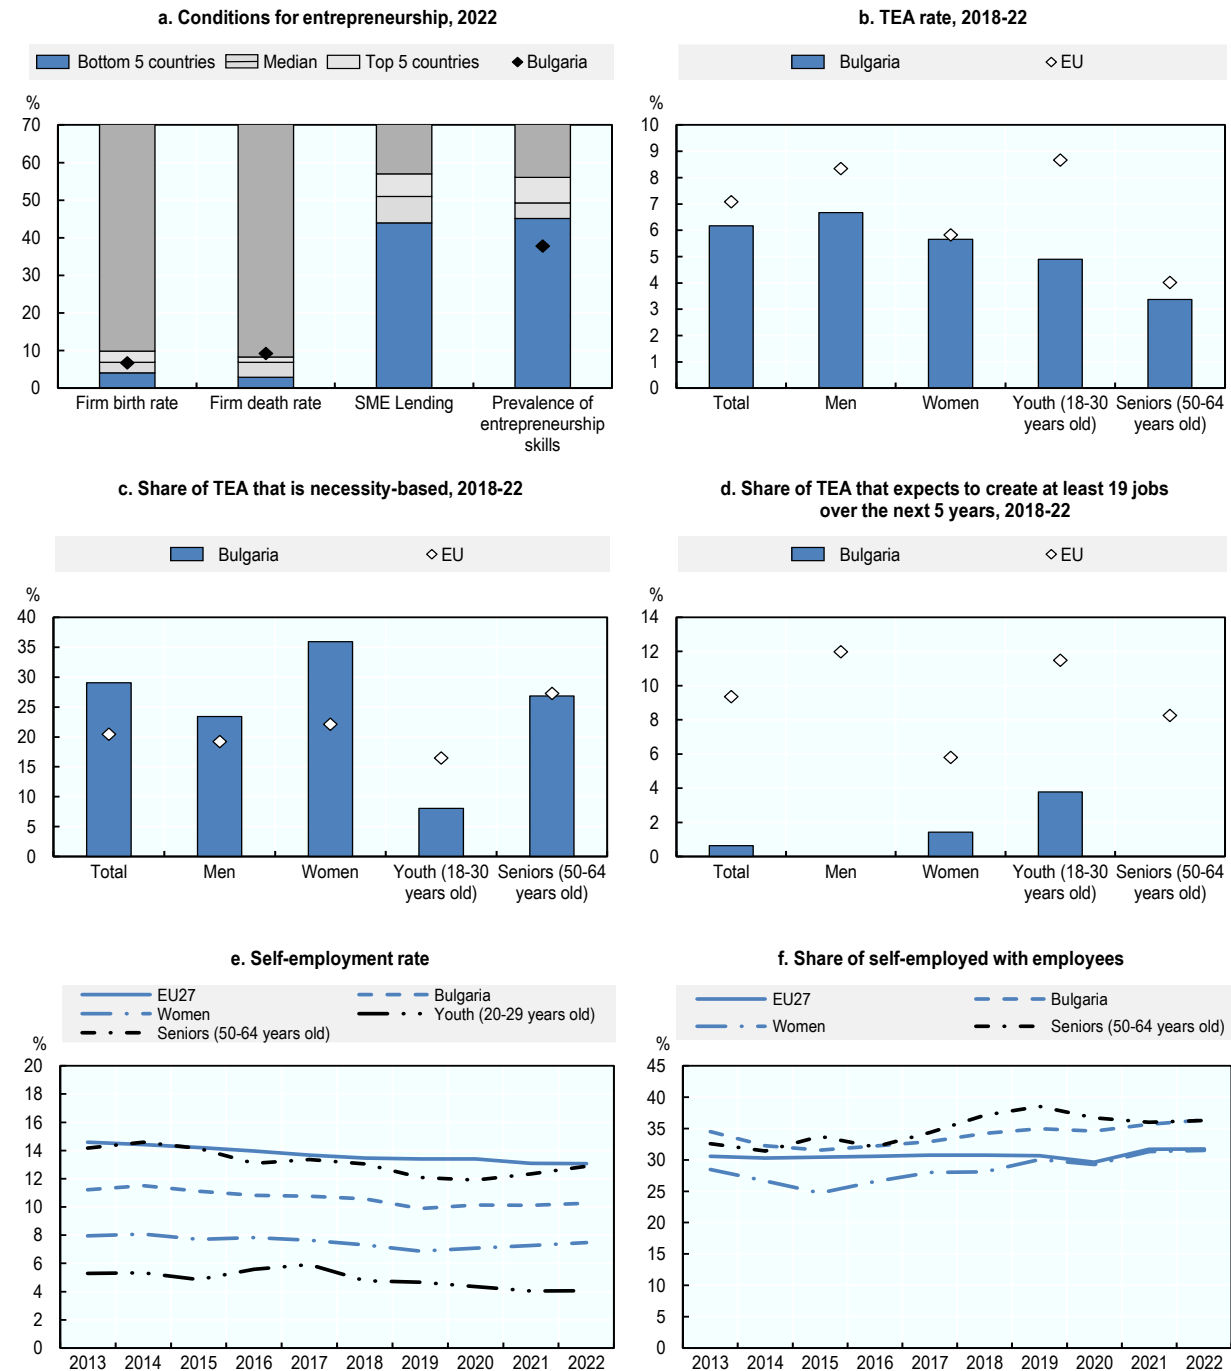 a. Conditions for entrepreneurship, 2022
Bottom 5 countries
Median
Top 5 countries
Bulgaria
%
70
60
50
40
30
20
10
0
Firm birth rate
Firm death rate
SME Lending
Prevalence of
entrepreneurship
skills
b. TEA rate, 2018-22
Bulgaria
EU
%
10
9
8
7
6
5
4
3
2
1
0
Total
Men
Women
Youth (18-30
years old)
Seniors (50-64
years old)
c. Share of TEA that is necessity-based, 2018-22
Bulgaria
EU
%
40
35
30
25
20
15
10
5
0
Total
Men
Women
Youth (18-30
years old)
Seniors (50-64
years old)
d. Share of TEA that expects to create at least 19 jobs
over the next 5 years, 2018-22
Bulgaria
EU
%
14
12
10
8
6
4
2
0
Total
Men
Women
Youth (18-30
years old)
Seniors (50-64
years old)
e. Self-employment rate
EU27
Bulgaria
Women
Youth (20-29 years old)
Seniors (50-64 years old)
%
20
18
16
14
12
10
8
6
4
2
0
2013 2014 2015 2016 2017 2018 2019 2020 2021 2022
f. Share of self-employed with employees
EU27
Bulgaria
Women
Seniors (50-64 years old)
%
45
40
35
30
25
20
15
10
5
0
2013 2014 2015 2016 2017 2018 2019 2020 2021 2022